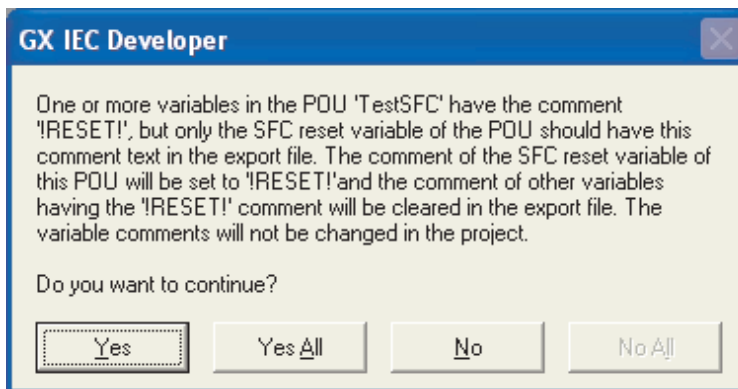 GX IEC Developer
One or more variables in the POU 'TestSFC' have the comment
'!RESET!', but only the SFC reset variable of the POU should have this
comment text in the export file. The comment of the SFC reset variable of
this POU will be set to '!RESET!'and the comment of other variables
having the '!RESET!' comment will be cleared in the export file. The
variable comments will not be changed in the project.
Do you want to continue?
Yes Yes All No No All